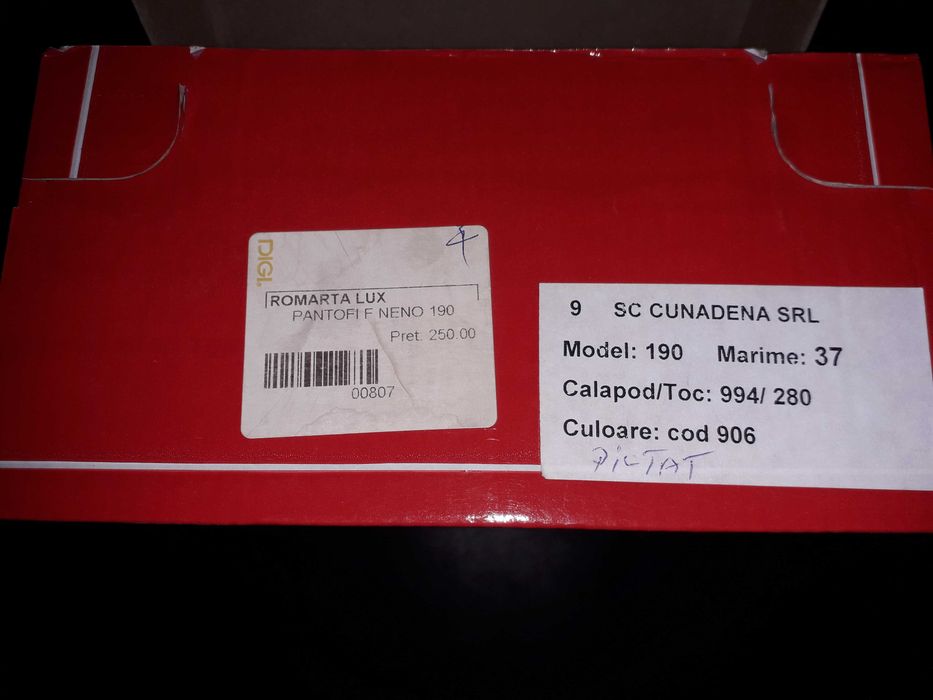 4
DIGI.
ROMARTA LUX
PANTOFI F NENO 190
Pret. 250.00
00807
9 SC CUNADENA SRL
Model: 190 Marime: 37
Calapod/Toc: 994/ 280
Culoare: cod 906
PICTAT